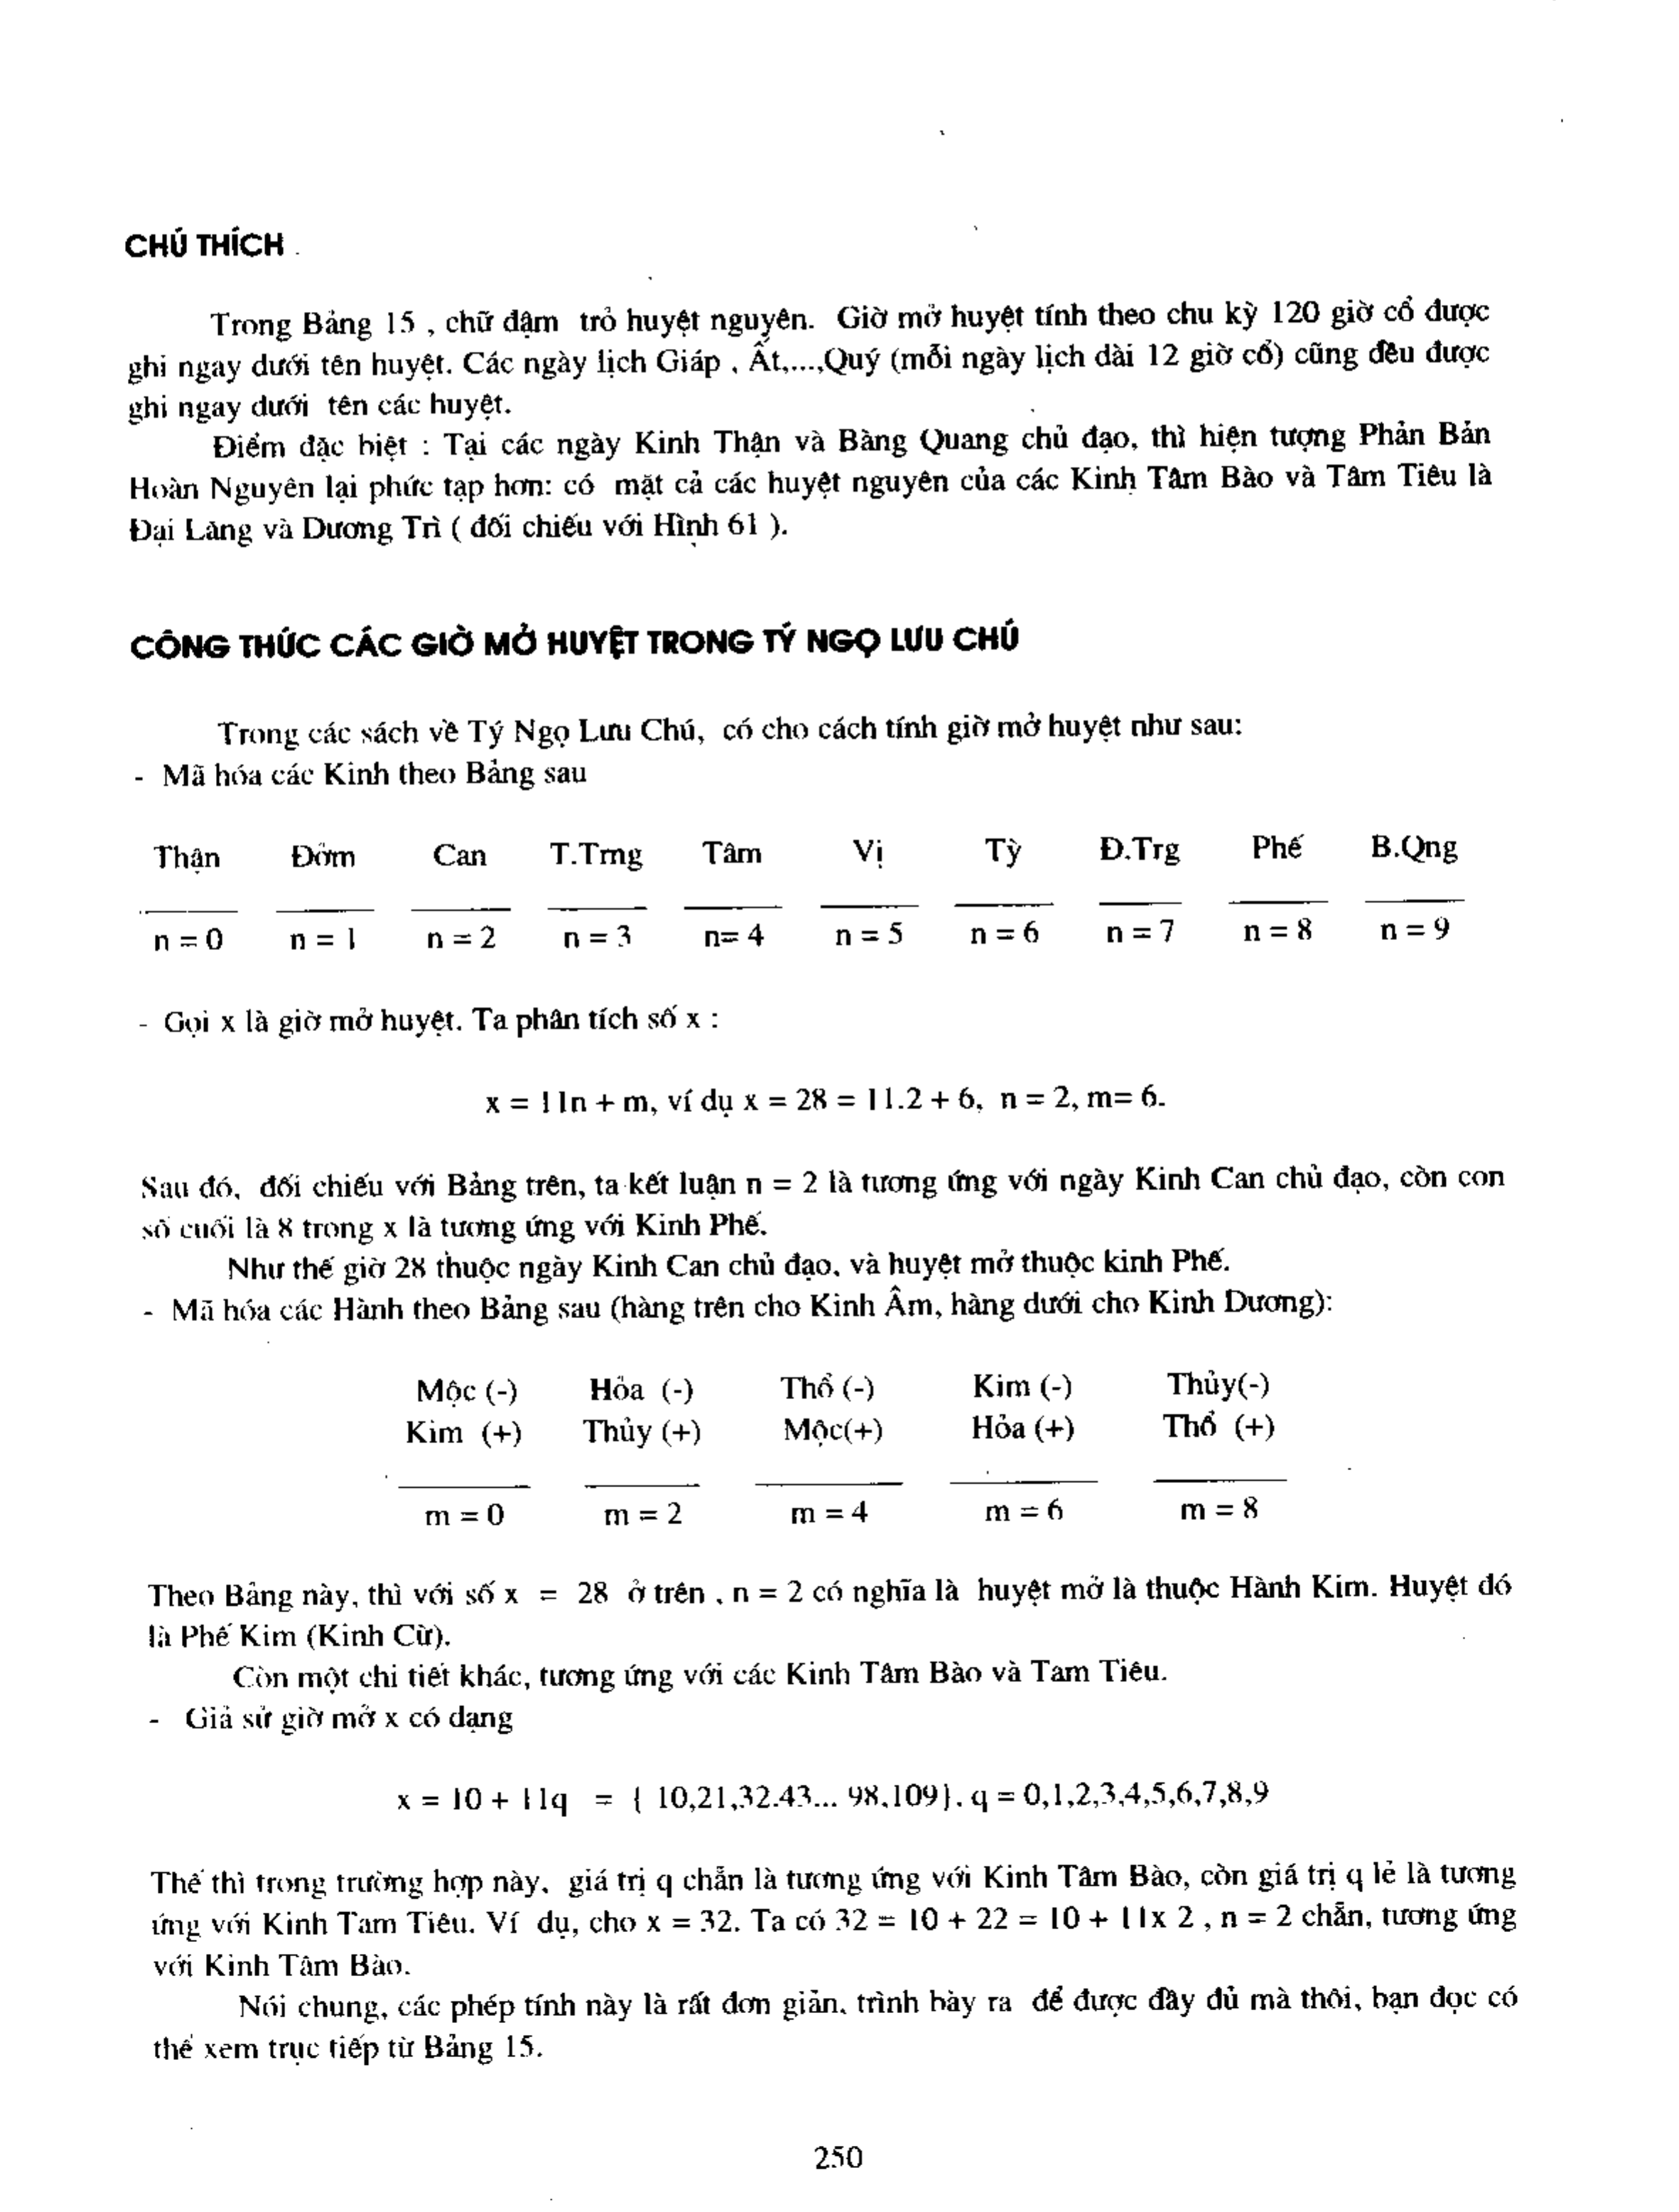 CHÚ THÍCH
Trong Bảng 15 , chữ đậm trỏ huyệt nguyên. Giờ mở huyệt tính theo chu kỳ 120 giờ cổ được
ghi ngay dưới tên huyệt. Các ngày lịch Giáp , Ất,...,Quý (mỗi ngày lịch dài 12 giờ cổ) cũng đều được
ghi ngay dưới tên các huyệt.
Điểm đặc biệt : Tại các ngày Kinh Thận và Bàng Quang chủ đạo, thì hiện tượng Phản Bản
Hoàn Nguyên lại phức tạp hơn: có mặt cả các huyệt nguyên của các Kinh Tâm Bào và Tâm Tiêu là
Đại Lăng và Dương Trì ( đối chiếu với Hình 61 ).
CÔNG THỨC CÁC GIỜ MỞ HUYỆT TRONG TÝ NGỌ LƯU CHÚ
Trong các sách về Tý Ngọ Lưu Chú, có cho cách tính giờ mở huyệt như sau:
- Mã hóa các Kinh theo Bảng sau
Thận Đởm Can T.Trng Tâm Vị Tỳ Đ.Trg Phế B.Qng
n = 0 n = 1 n = 2 n = 3 n= 4 n = 5 n = 6 n = 7 n = 8 n = 9
- Gọi x là giờ mở huyệt. Ta phân tích số x :
x = 11n + m, ví dụ x = 28 = 11.2 + 6, n = 2, m= 6.
Sau đó, đối chiếu với Bảng trên, ta kết luận n = 2 là tương ứng với ngày Kinh Can chủ đạo, còn con
số cuối là 8 trong x là tương ứng với Kinh Phế.
Như thế giờ 28 thuộc ngày Kinh Can chủ đạo, và huyệt mở thuộc kinh Phế.
- Mã hóa các Hành theo Bảng sau (hàng trên cho Kinh Âm, hàng dưới cho Kinh Dương):
Mộc (-) Hỏa (-) Thổ (-) Kim (-) Thủy(-)
Kim (+) Thủy (+) Mộc(+) Hỏa (+) Thổ (+)
m = 0 m = 2 m = 4 m = 6 m = 8
Theo Bảng này, thì với số x = 28 ở trên , n = 2 có nghĩa là huyệt mở là thuộc Hành Kim. Huyệt đó
là Phế Kim (Kinh Cừ).
Còn một chi tiết khác, tương ứng với các Kinh Tâm Bào và Tam Tiêu.
- Giả sử giờ mở x có dạng
x = 10 + 11q = { 10,21,32.43... 98,109}. q = 0,1,2,3,4,5,6,7,8,9
Thế thì trong trường hợp này, giá trị q chẵn là tương ứng với Kinh Tâm Bào, còn giá trị q lẻ là tương
ứng với Kinh Tam Tiêu. Ví dụ, cho x = 32. Ta có 32 = 10 + 22 = 10 + 11x 2 , n = 2 chẵn, tương ứng
với Kinh Tâm Bào.
Nói chung, các phép tính này là rất đơn giản, trình bày ra để được đầy đủ mà thôi, bạn đọc có
thể xem trực tiếp từ Bảng 15.
250